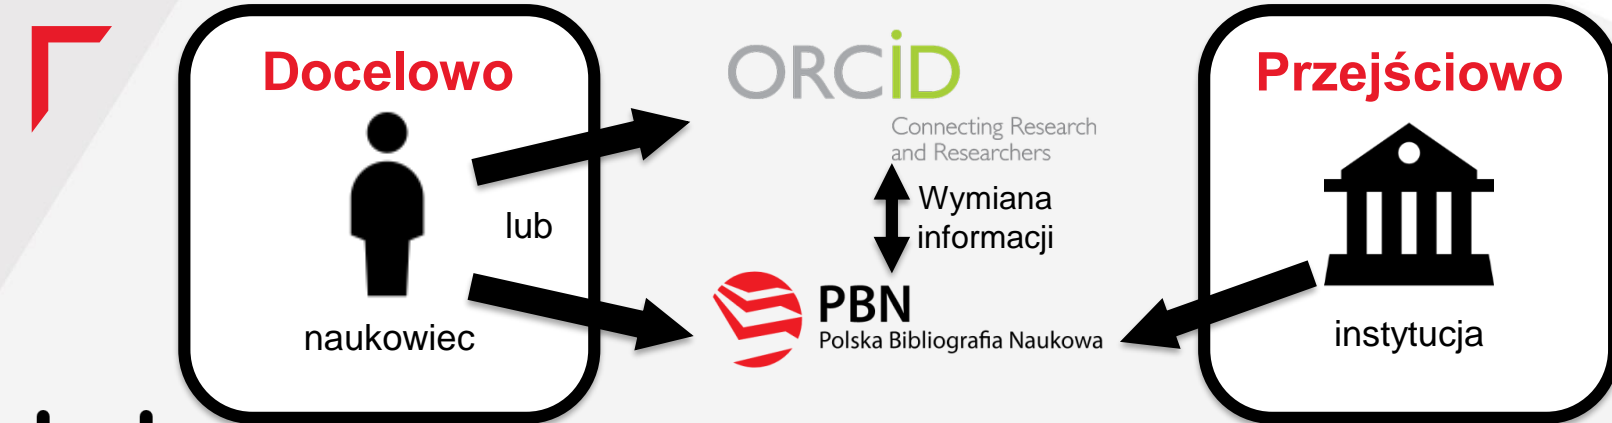 Docelowo
lub
naukowiec
ORCID
Connecting Research
and Researchers
Wymiana
informacji
PBN
Polska Bibliografia Naukowa
Przejściowo
instytucja